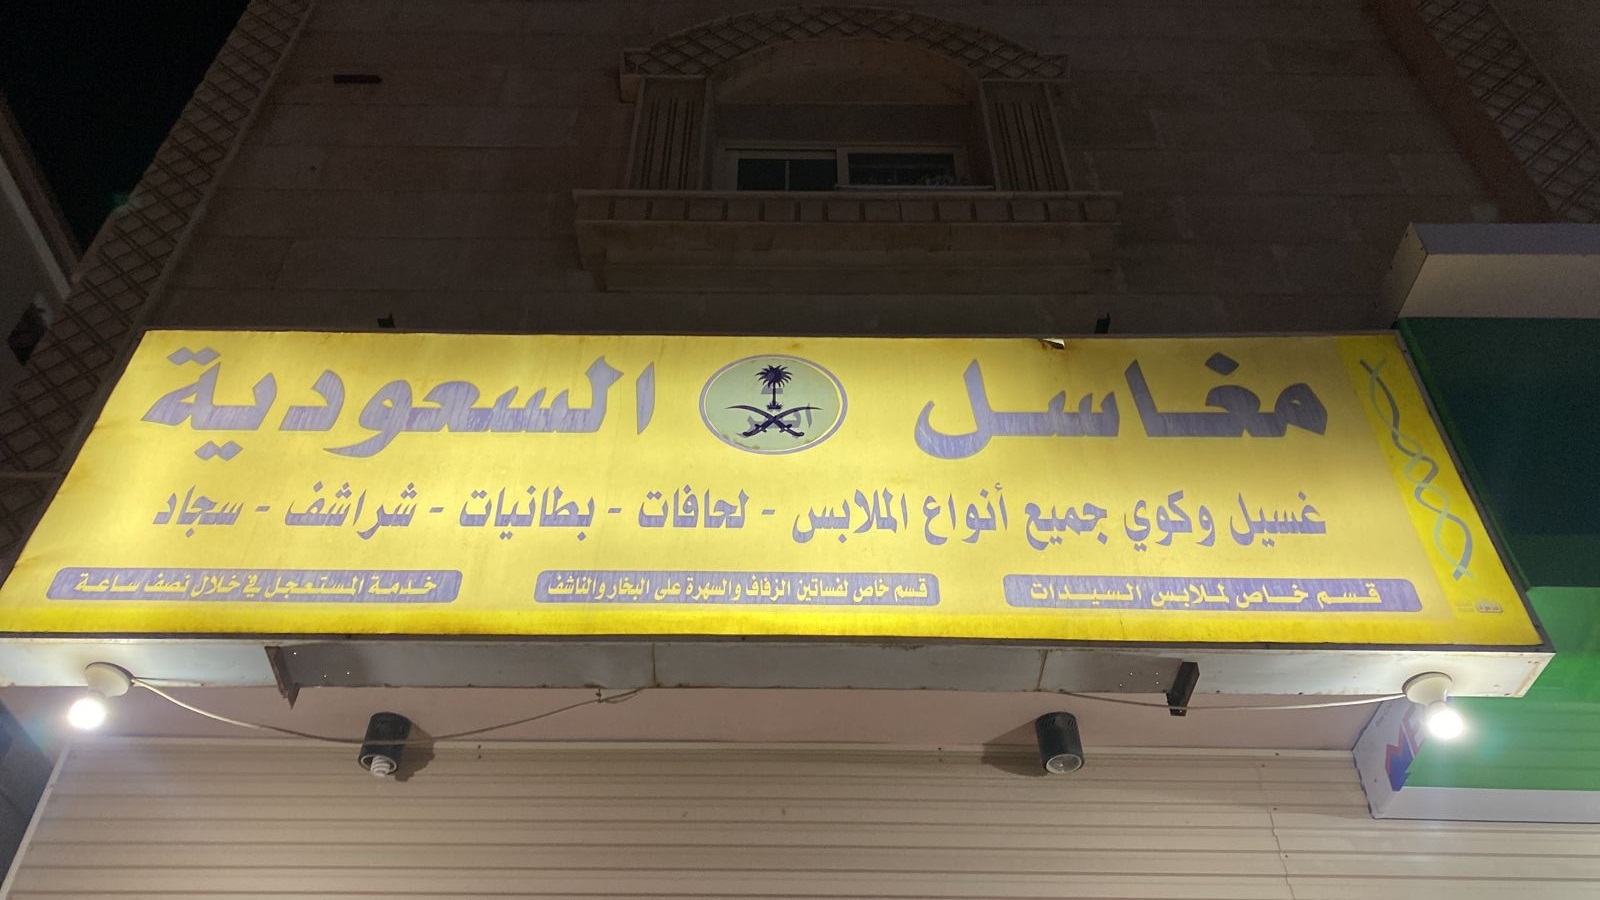 مغاسل السعودية
غسيل وكوي جميع أنواع الملابس - لحافات - بطانيات - شراشف - سجاد
قسم خاص لملابس السيدات
قسم خاص لفساتين الزفاف والسهرة على البخار والناشف
خدمة المستعجل في خلال نصف ساعة